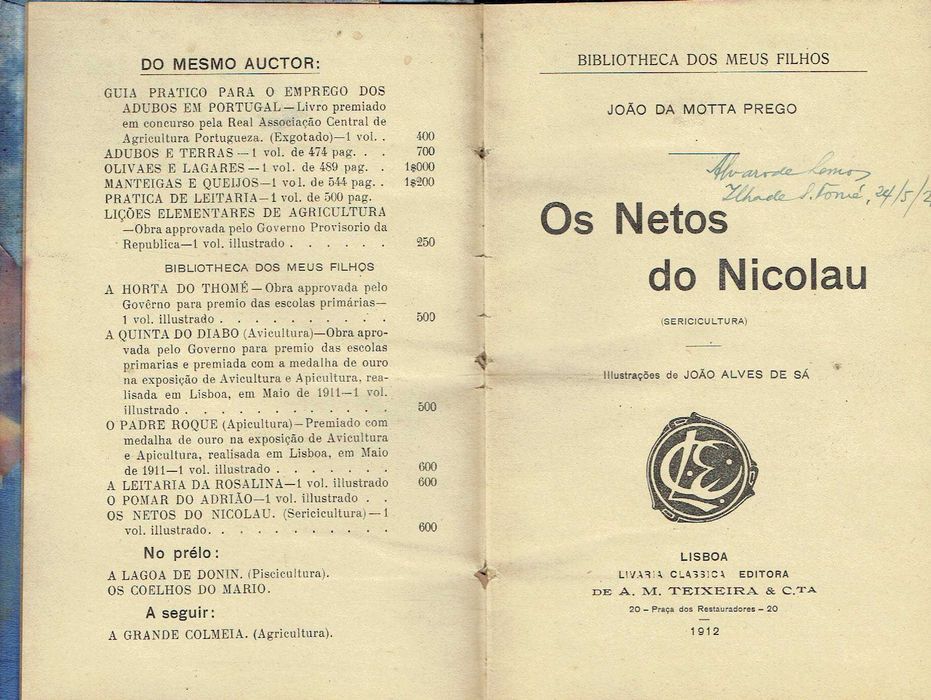 DO MESMO AUCTOR:
GUIA PRATICO PARA O EMPREGO DOS
ADUBOS EM PORTUGAL—Livro premiado
em concurso pela Real Associação Central de
Agricultura Portugueza. (Exgotado)—1 vol. . 400
ADUBOS E TERRAS—1 vol. de 474 pag. . . 700
OLIVAES E LAGARES—1 vol. de 489 pag. . 1$000
MANTEIGAS E QUEIJOS—1 vol. de 544 pag. . 1$200
PRATICA DE LEITARIA—1 vol. de 500 pag.
LIÇÕES ELEMENTARES DE AGRICULTURA
—Obra approvada pelo Governo Provisorio da
Republica—1 vol. illustrado . . . . . . 250
BIBLIOTHECA DOS MEUS FILHOS
A HORTA DO THOMÉ—Obra approvada pelo
Govêrno para premio das escolas primárias—
1 vol. illustrado . . . . . . . . . . 500
A QUINTA DO DIABO (Avicultura)—Obra apro-
vada pelo Governo para premio das escolas
primarias e premiada com a medalha de ouro
na exposição de Avicultura e Apicultura, rea-
lisada em Lisboa, em Maio de 1911—1 vol.
illustrado . . . . . . . . . . . . 500
O PADRE ROQUE (Apicultura)—Premiado com
medalha de ouro na exposição de Avicultura
e Apicultura, realisada em Lisboa, em Maio
de 1911—1 vol. illustrado . . . . . . . 600
A LEITARIA DA ROSALINA—1 vol. illustrado 600
O POMAR DO ADRIÃO—1 vol. illustrado . .
OS NETOS DO NICOLAU. (Sericicultura)—1
vol. illustrado. . . . . . . . . . . 600
No prélo:
A LAGOA DE DONIN. (Piscicultura).
OS COELHOS DO MARIO.
A seguir:
A GRANDE COLMEIA. (Agricultura).
BIBLIOTHECA DOS MEUS FILHOS
JOÃO DA MOTTA PREGO
Alvaro de Lemos
Ilha de S. Tomé, 24/5/2
Os Netos
do Nicolau
(SERICICULTURA)
Illustrações de JOÃO ALVES DE SÁ
LISBOA
LIVARIA CLASSICA EDITORA
DE A. M. TEIXEIRA & C.TA
20 – Praça dos Restauradores – 20
1912